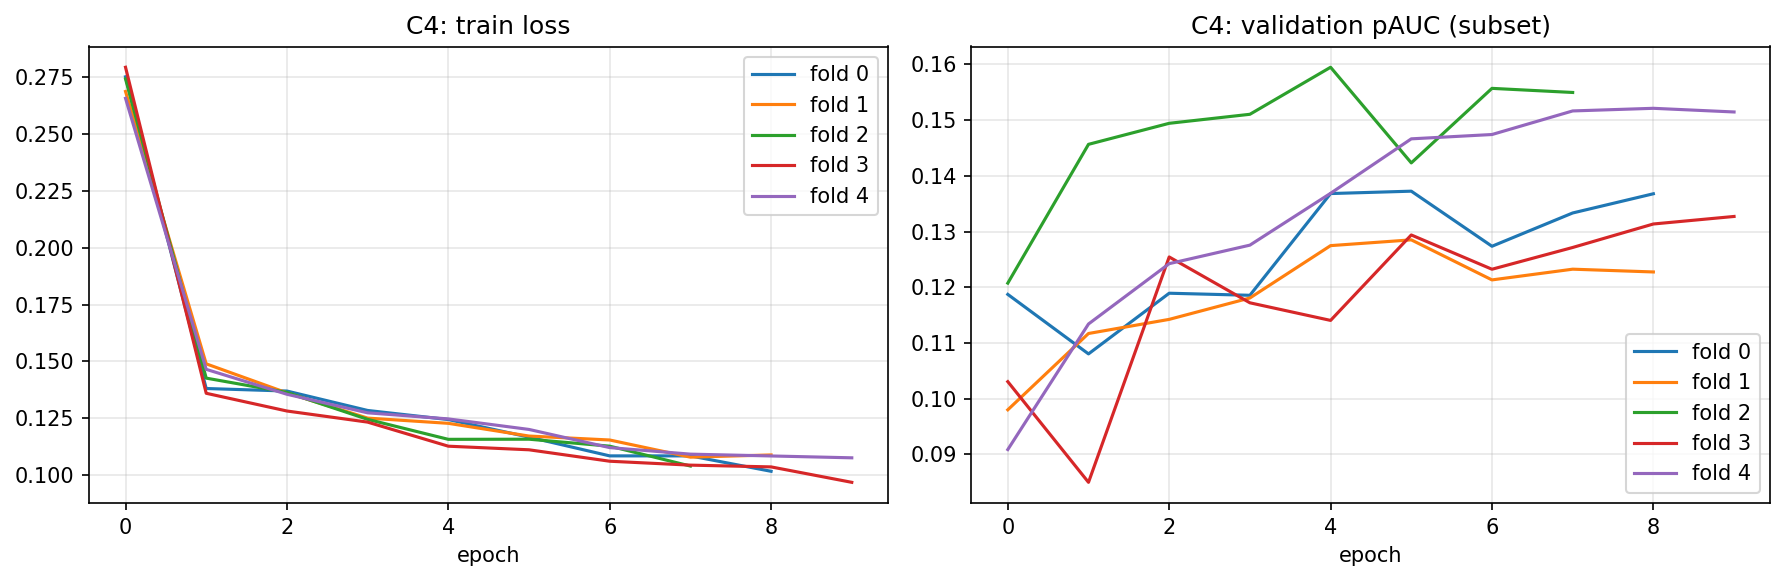 C4: train loss
0.275
0.250
0.225
0.200
0.175
0.150
0.125
0.100
0
2
4
6
8
epoch
fold 0
fold 1
fold 2
fold 3
fold 4
C4: validation pAUC (subset)
0.16
0.15
0.14
0.13
0.12
0.11
0.10
0.09
0
2
4
6
8
epoch
fold 0
fold 1
fold 2
fold 3
fold 4